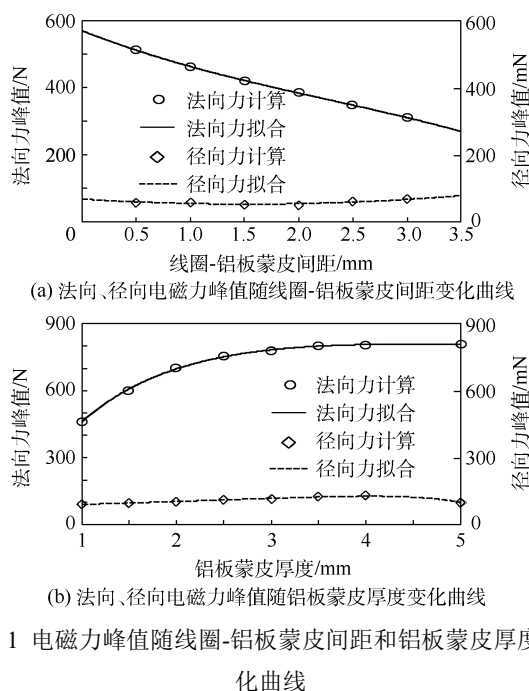 600
400
200
0
法向力峰值/N
法向力计算
法向力拟合
径向力计算
径向力拟合
600
400
200
0
径向力峰值/mN
0 0.5 1.0 1.5 2.0 2.5 3.0 3.5
线圈-铝板蒙皮间距/mm
(a) 法向、径向电磁力峰值随线圈-铝板蒙皮间距变化曲线
900
600
300
0
法向力峰值/N
法向力计算
法向力拟合
径向力计算
径向力拟合
900
600
300
0
径向力峰值/mN
1 2 3 4 5
铝板蒙皮厚度/mm
(b) 法向、径向电磁力峰值随铝板蒙皮厚度变化曲线
1 电磁力峰值随线圈-铝板蒙皮间距和铝板蒙皮厚度
化曲线